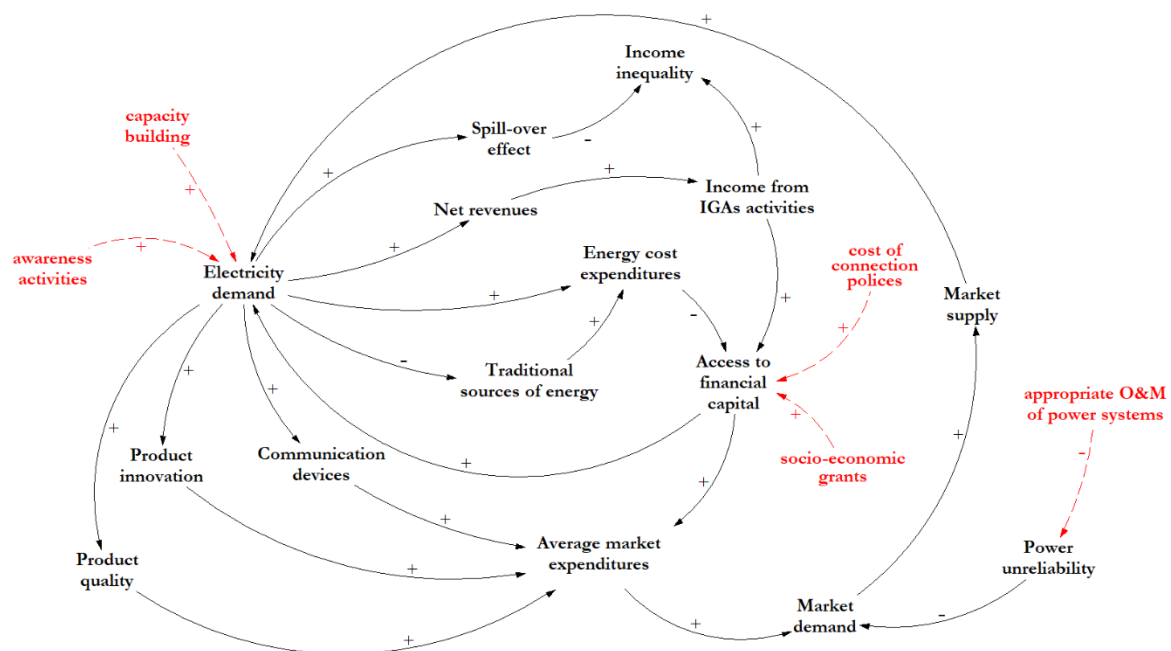 +
Income
inequality
capacity
building
+
Spill-over
effect
-
+
+
+
Net revenues
Income from
IGAs activities
+
awareness
activities
+
Electricity
demand
+
Energy cost
expenditures
cost of
connection
polices
+
+
-
+
Market
supply
+
-
Traditional
sources of energy
Access to
financial
capital
+
+
+
appropriate O&M
of power systems
+
Product
innovation
Communication
devices
+
+
socio-economic
grants
+
-
+
Product
quality
+
Average market
expenditures
Power
unreliability
+
+
Market
demand
-
+